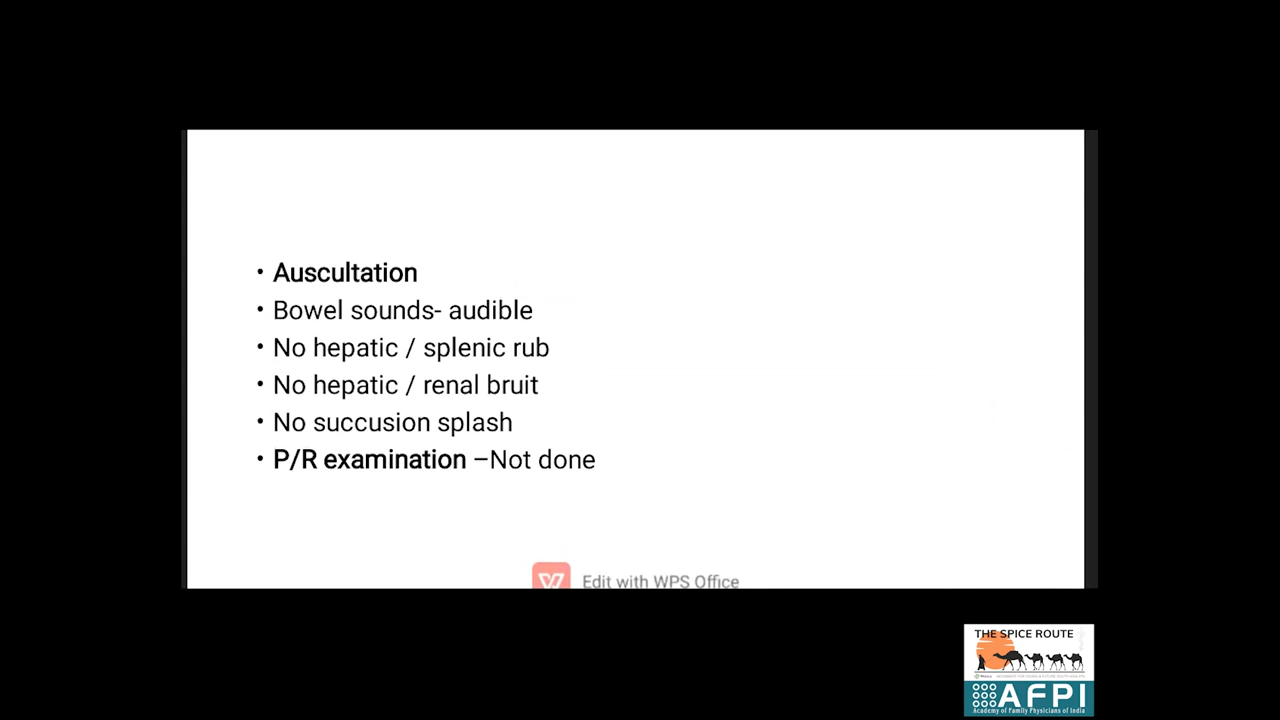 • Auscultation
• Bowel sounds- audible
• No hepatic / splenic rub
• No hepatic / renal bruit
• No succusion splash
• P/R examination –Not done
Edit with WPS Office
THE SPICE ROUTE
AFPI
Academy of Family Physicians of India